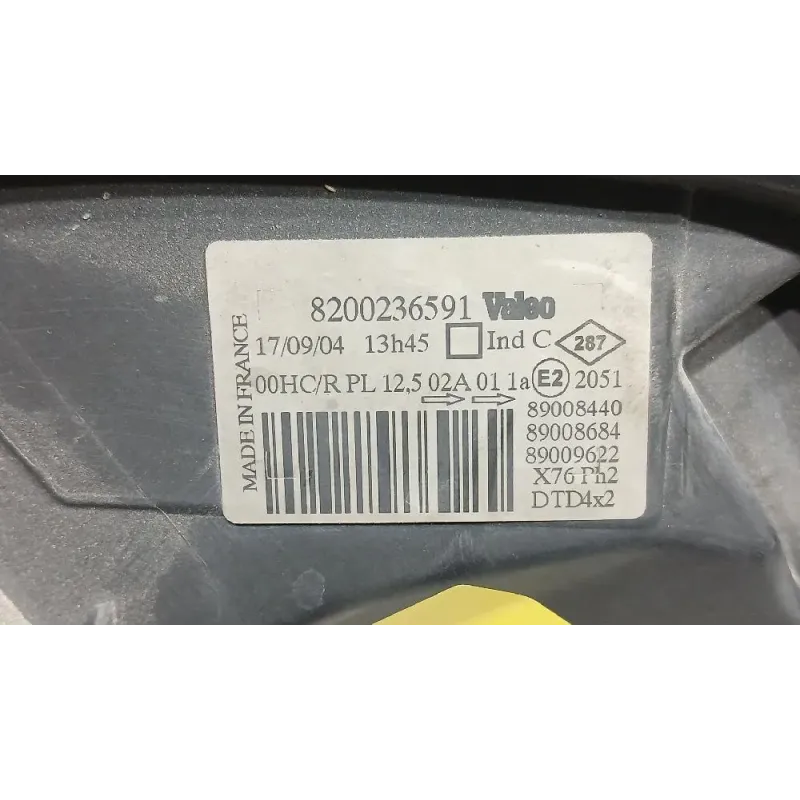 8200236591 Valeo
17/09/04 13h45 Ind C 287
00HC/R PL 12,5 02A 01 1a E2 2051
89008440
89008684
89009622
X76 Ph2
DTD4x2
MADE IN FRANCE